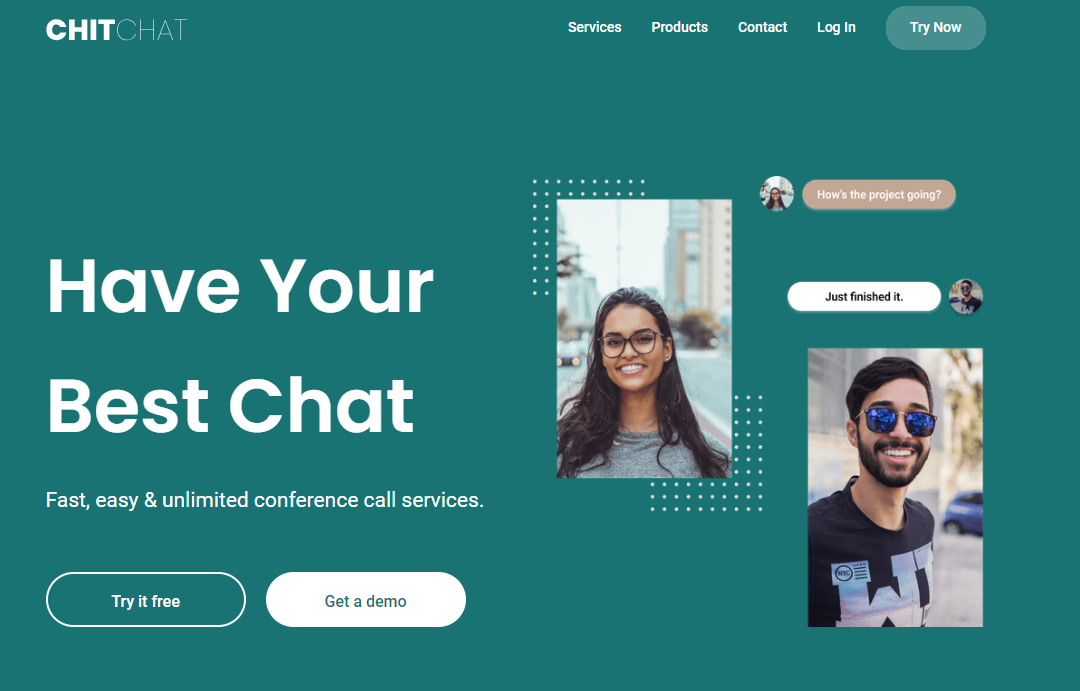 CHITCHAT
Services
Products
Contact
Log In
Try Now
How's the project going?
Just finished it.
Have Your
Best Chat
Fast, easy & unlimited conference call services.
Try it free
Get a demo
NYC